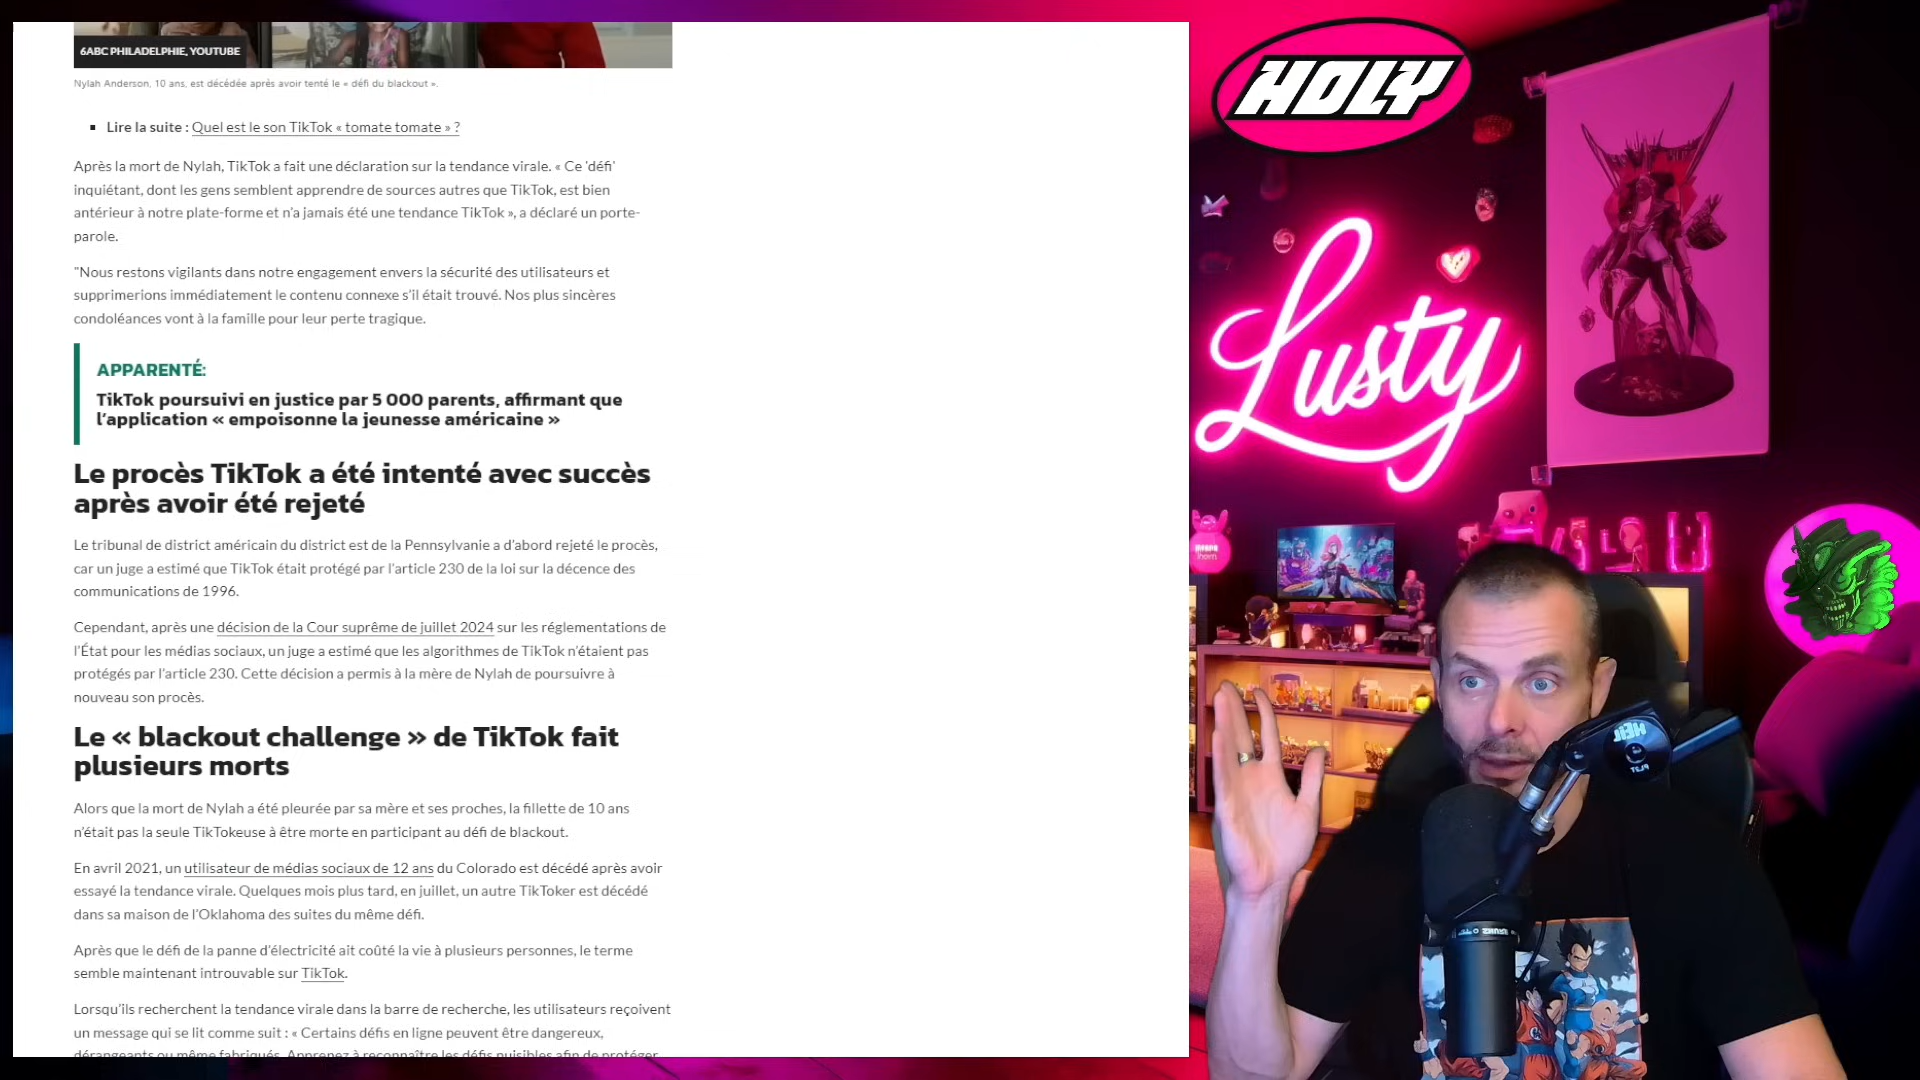 6ABC PHILADELPHIE, YOUTUBE
Nylah Anderson, 10 ans, est décédée après avoir tenté le « défi du blackout ».
Lire la suite : Quel est le son TikTok « tomate tomate » ?
Après la mort de Nylah, TikTok a fait une déclaration sur la tendance virale. « Ce 'défi'
inquiétant, dont les gens semblent apprendre de sources autres que TikTok, est bien
antérieur à notre plate-forme et n'a jamais été une tendance TikTok », a déclaré un porte-
parole.
"Nous restons vigilants dans notre engagement envers la sécurité des utilisateurs et
supprimerions immédiatement le contenu connexe s'il était trouvé. Nos plus sincères
condoléances vont à la famille pour leur perte tragique.
APPARENTÉ:
TikTok poursuivi en justice par 5 000 parents, affirmant que
l'application « empoisonne la jeunesse américaine »
Le procès TikTok a été intenté avec succès
après avoir été rejeté
Le tribunal de district américain du district est de la Pennsylvanie a d'abord rejeté le procès,
car un juge a estimé que TikTok était protégé par l'article 230 de la loi sur la décence des
communications de 1996.
Cependant, après une décision de la Cour suprême de juillet 2024 sur les réglementations de
l'État pour les médias sociaux, un juge a estimé que les algorithmes de TikTok n'étaient pas
protégés par l'article 230. Cette décision a permis à la mère de Nylah de poursuivre à
nouveau son procès.
Le « blackout challenge » de TikTok fait
plusieurs morts
Alors que la mort de Nylah a été pleurée par sa mère et ses proches, la fillette de 10 ans
n'était pas la seule TikTokeuse à être morte en participant au défi de blackout.
En avril 2021, un utilisateur de médias sociaux de 12 ans du Colorado est décédé après avoir
essayé la tendance virale. Quelques mois plus tard, en juillet, un autre TikToker est décédé
dans sa maison de l'Oklahoma des suites du même défi.
Après que le défi de la panne d'électricité ait coûté la vie à plusieurs personnes, le terme
semble maintenant introuvable sur TikTok.
Lorsqu'ils recherchent la tendance virale dans la barre de recherche, les utilisateurs reçoivent
un message qui se lit comme suit : « Certains défis en ligne peuvent être dangereux,
dérangeants ou même fabriqués. Apprenez à reconnaître les défis nuisibles afin de protéger
HOLY
Lusty